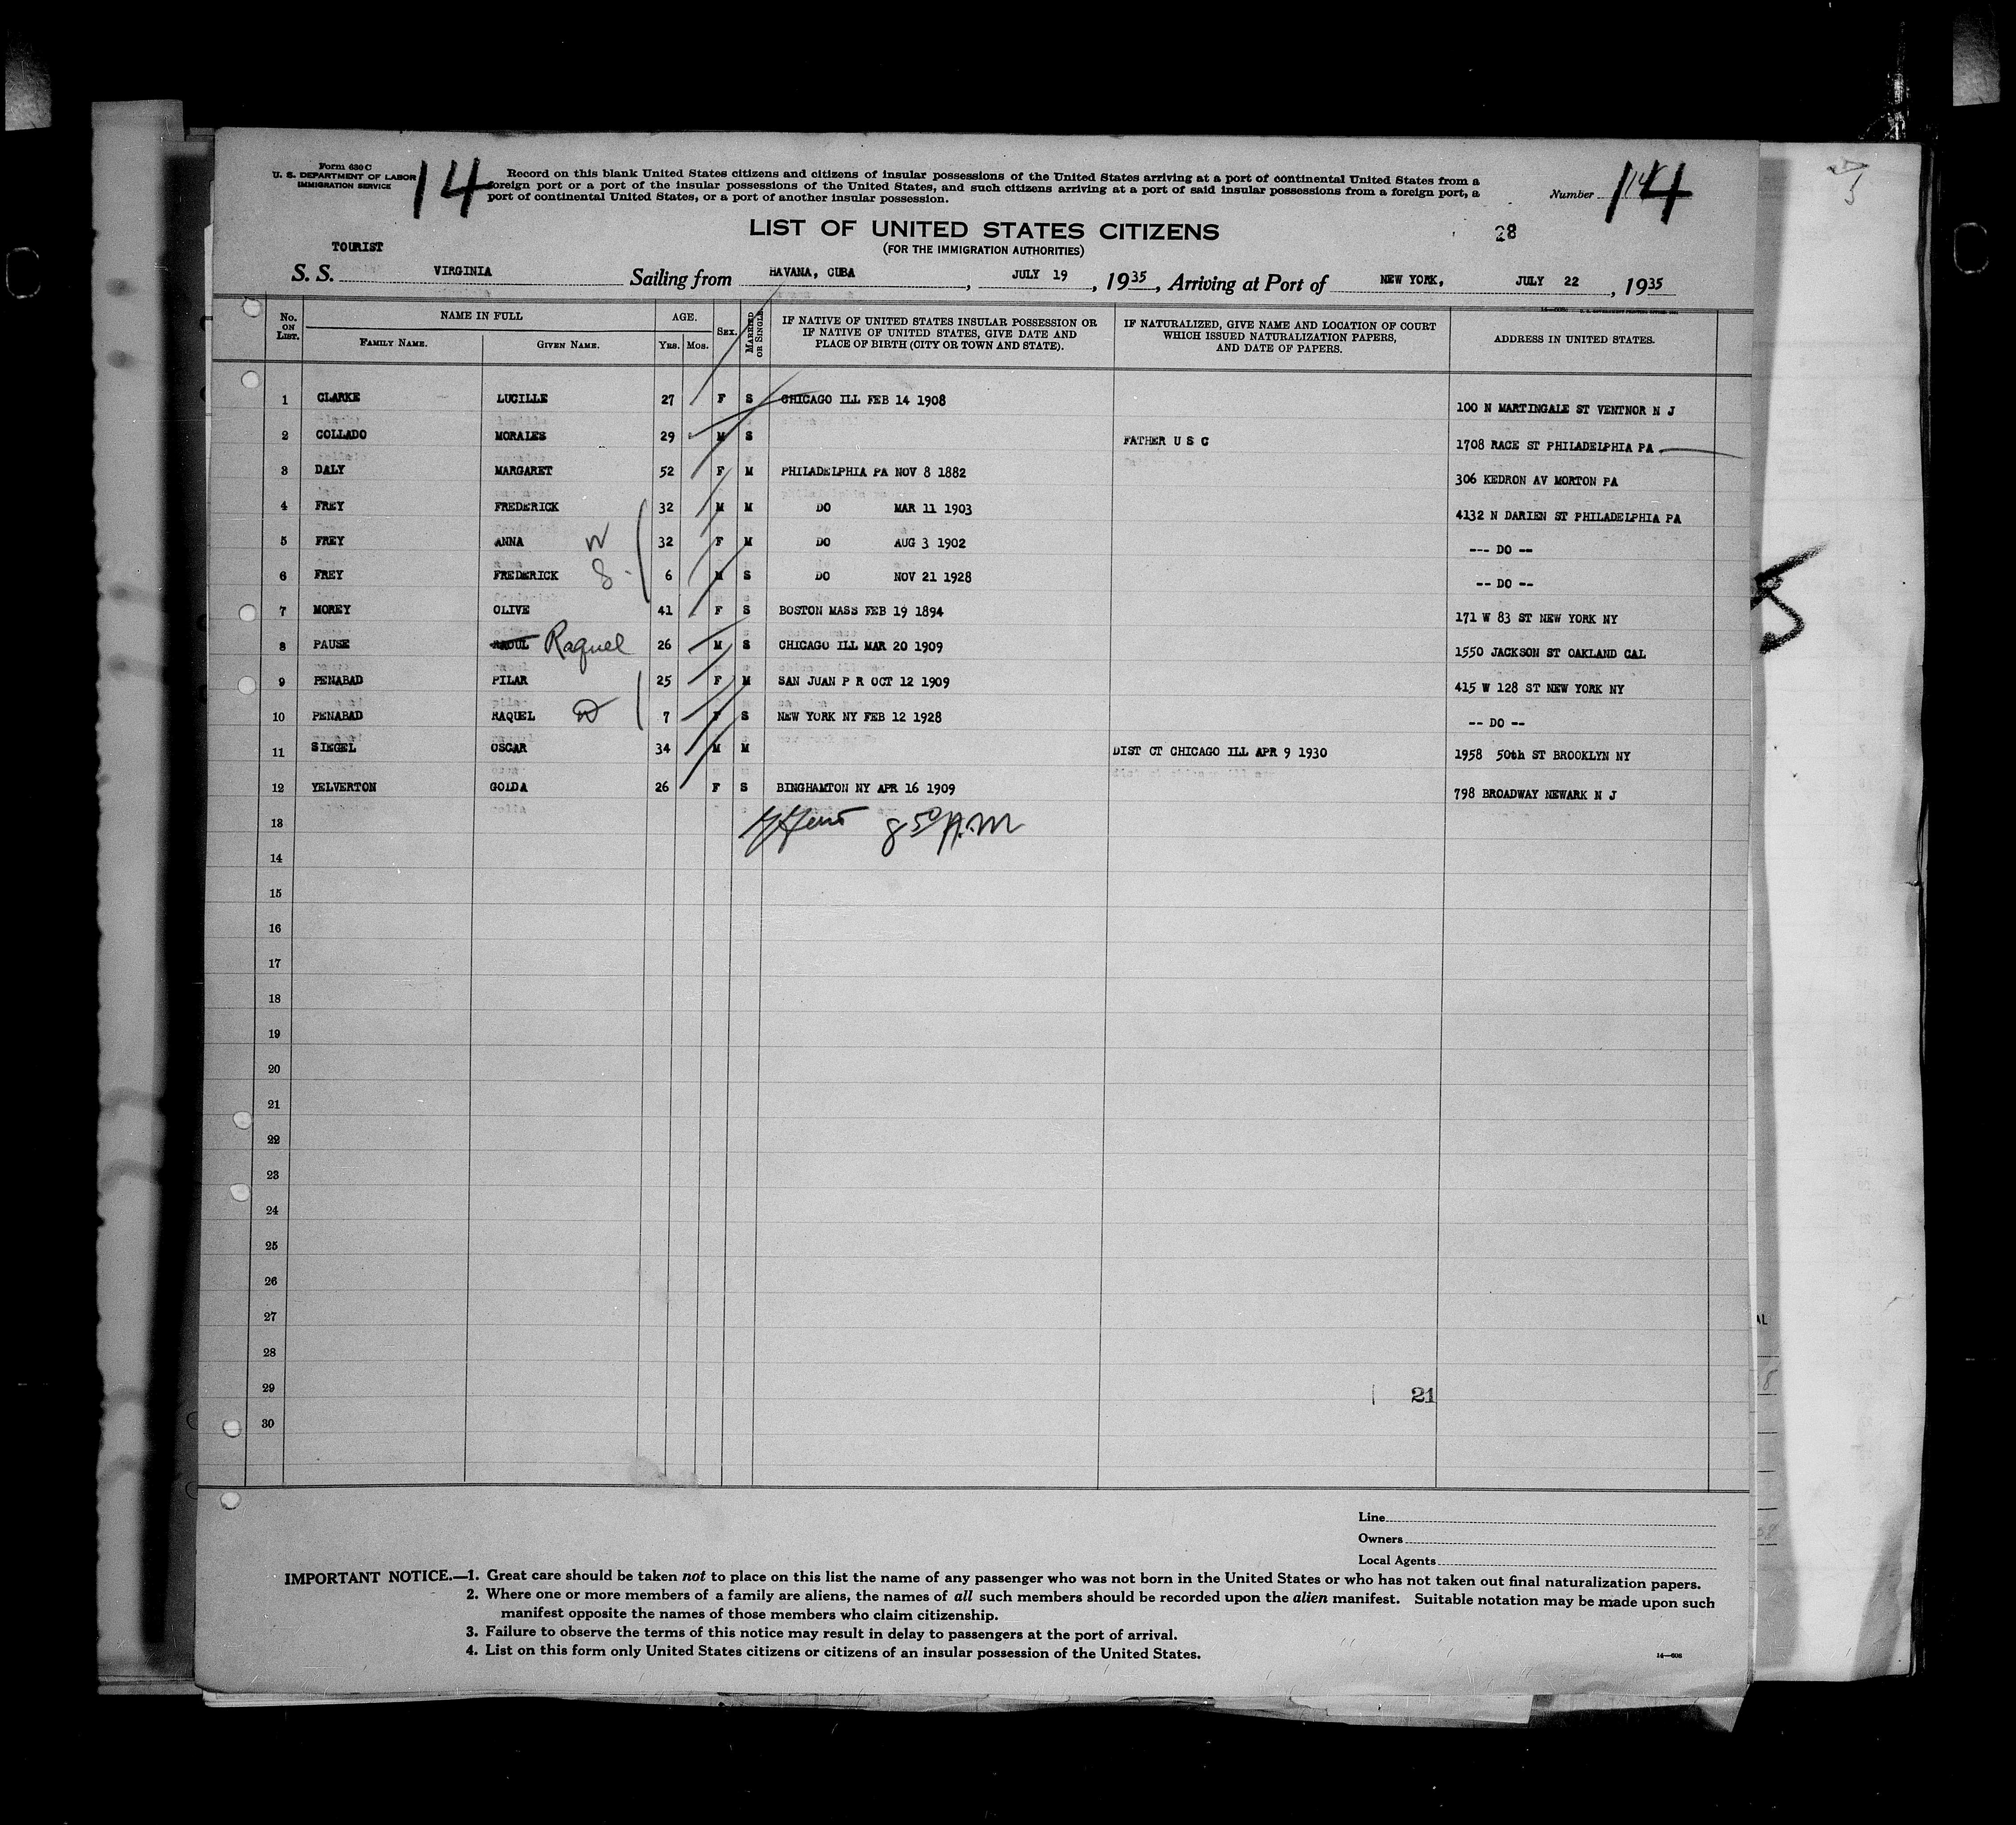 Form 630 C
U. S. DEPARTMENT OF LABOR
IMMIGRATION SERVICE
14
Record on this blank United States citizens and citizens of insular possessions of the United States arriving at a port of continental United States from a
foreign port or a port of the insular possessions of the United States, and such citizens arriving at a port of said insular possessions from a foreign port, a
port of continental United States, or a port of another insular possession.
Number 14
LIST OF UNITED STATES CITIZENS
(FOR THE IMMIGRATION AUTHORITIES)
28
TOURIST
S. S. VIRGINIA Sailing from HAVANA, CUBA, JULY 19, 1935, Arriving at Port of NEW YORK, JULY 22, 1935
No. ON LIST. NAME IN FULL AGE. SEX. MARRIED OR SINGLE
FAMILY NAME. GIVEN NAME. YRS. MOS.
IF NATIVE OF UNITED STATES INSULAR POSSESSION OR
IF NATIVE OF UNITED STATES, GIVE DATE AND
PLACE OF BIRTH (CITY OR TOWN AND STATE).
IF NATURALIZED, GIVE NAME AND LOCATION OF COURT
WHICH ISSUED NATURALIZATION PAPERS,
AND DATE OF PAPERS.
ADDRESS IN UNITED STATES.
1 CLARKE LUCILLE 27 F S CHICAGO ILL FEB 14 1908 100 N MARTINGALE ST VENTNOR N J
2 COLLADO MORALES 29 M S FATHER U S C 1708 RACE ST PHILADELPHIA PA
3 DALY MARGARET 52 F M PHILADELPHIA PA NOV 8 1882 306 KEDRON AV MORTON PA
4 FREY FREDERICK 32 M M DO MAR 11 1903 4132 N DARIEN ST PHILADELPHIA PA
5 FREY ANNA W 32 F M DO AUG 3 1902 --- DO --
6 FREY FREDERICK S 6 M S DO NOV 21 1928 -- DO --
7 MOREY OLIVE 41 F S BOSTON MASS FEB 19 1894 171 W 83 ST NEW YORK NY
8 PAUSE RAOUL Raquel 26 M S CHICAGO ILL MAR 20 1909 1550 JACKSON ST OAKLAND CAL
9 PENABAD PILAR 25 F M SAN JUAN P R OCT 12 1909 415 W 128 ST NEW YORK NY
10 PENABAD RAQUEL D 7 F S NEW YORK NY FEB 12 1928 -- DO --
11 SIEGEL OSCAR 34 M M DIST CT CHICAGO ILL APR 9 1930 1958 50th ST BROOKLYN NY
12 YELVERTON GOLDA 26 F S BINGHAMTON NY APR 16 1909 798 BROADWAY NEWARK N J
13 8 50 A.M
14
15
16
17
18
19
20
21
22
23
24
25
26
27
28
29 21
30
Line
Owners
Local Agents
IMPORTANT NOTICE.—1. Great care should be taken not to place on this list the name of any passenger who was not born in the United States or who has not taken out final naturalization papers.
2. Where one or more members of a family are aliens, the names of all such members should be recorded upon the alien manifest. Suitable notation may be made upon such
manifest opposite the names of those members who claim citizenship.
3. Failure to observe the terms of this notice may result in delay to passengers at the port of arrival.
4. List on this form only United States citizens or citizens of an insular possession of the United States.
14—606